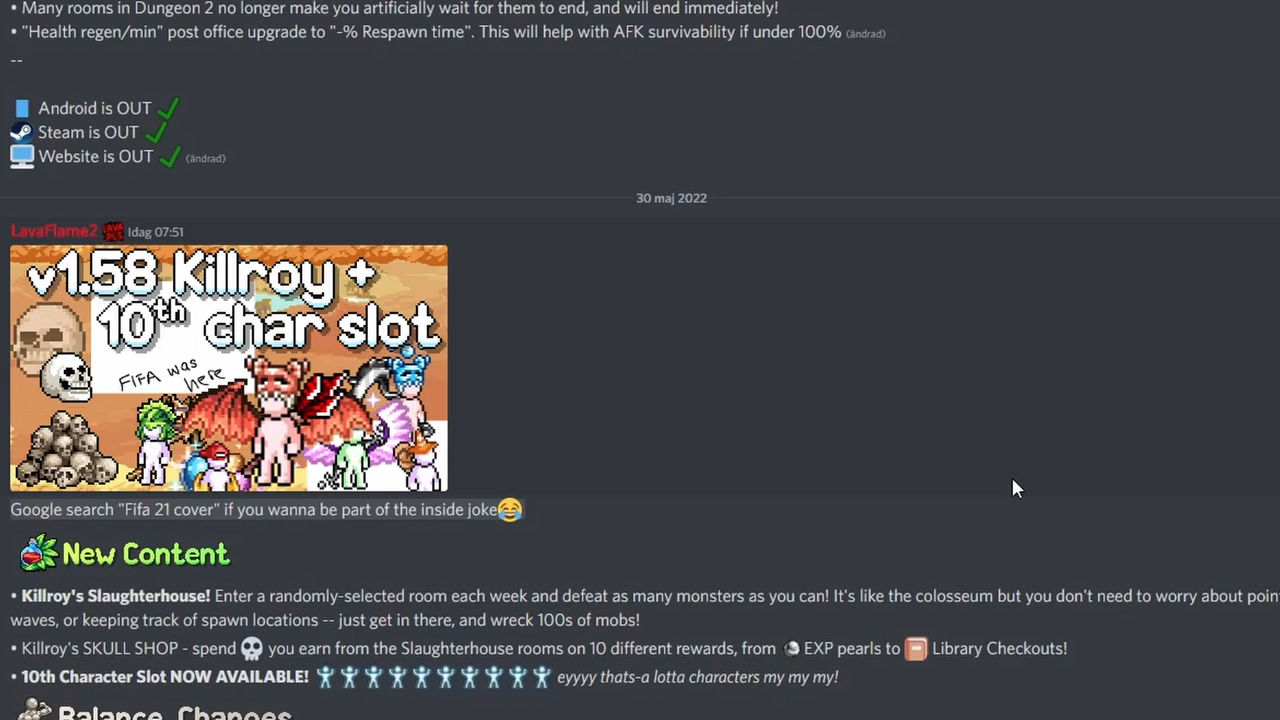 • Many rooms in Dungeon 2 no longer make you artificially wait for them to end, and will end immediately!
• "Health regen/min" post office upgrade to "-% Respawn time". This will help with AFK survivability if under 100% (ändrad)
--
Android is OUT
Steam is OUT
Website is OUT (ändrad)
30 maj 2022
LavaFlame2 LAVA PLS Idag 07:51
v1.58 Killroy +
10th char slot
FIFA was
here
Google search "Fifa 21 cover" if you wanna be part of the inside joke
New Content
• Killroy's Slaughterhouse! Enter a randomly-selected room each week and defeat as many monsters as you can! It's like the colosseum but you don't need to worry about poin
waves, or keeping track of spawn locations -- just get in there, and wreck 100s of mobs!
• Killroy's SKULL SHOP - spend you earn from the Slaughterhouse rooms on 10 different rewards, from EXP pearls to Library Checkouts!
• 10th Character Slot NOW AVAILABLE! eyyyy thats-a lotta characters my my my!
Balance Changes